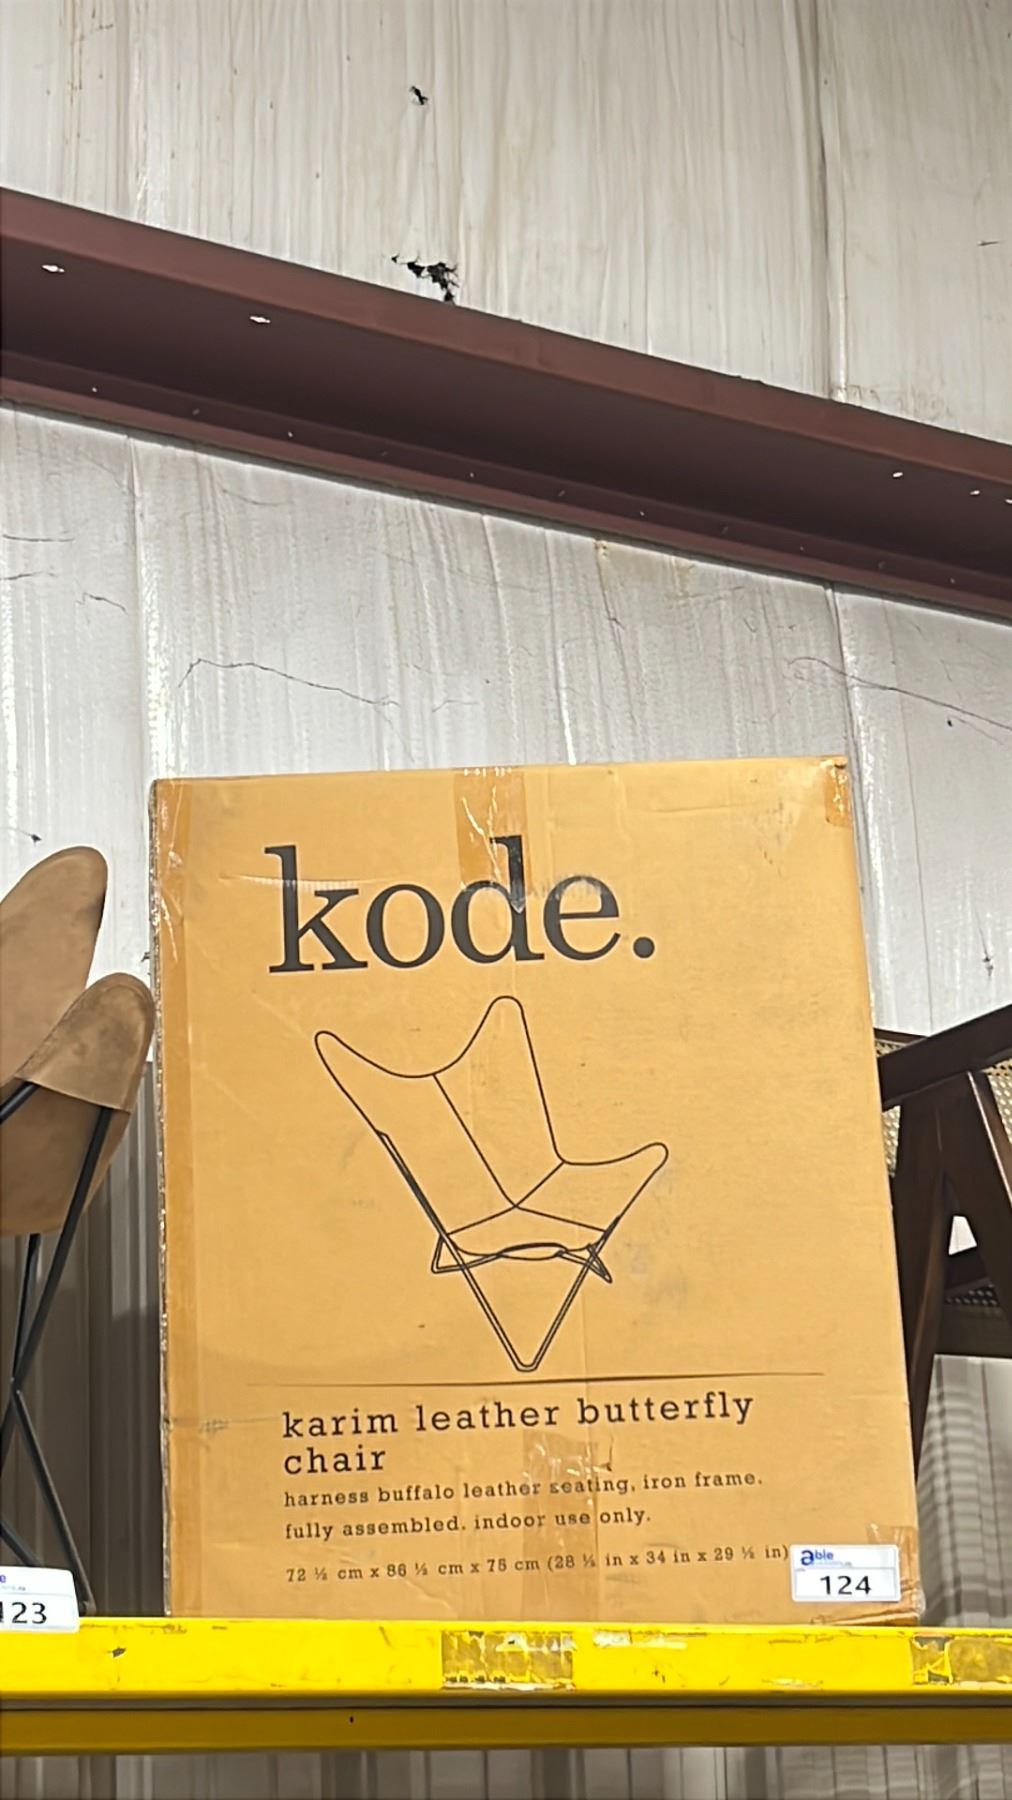 kode.
karim leather butterfly
chair
harness buffalo leather seating, iron frame.
fully assembled. indoor use only.
72 ½ cm x 86 ½ cm x 75 cm (28 ½ in x 34 in x 29 ½ in)
able
124
e
123